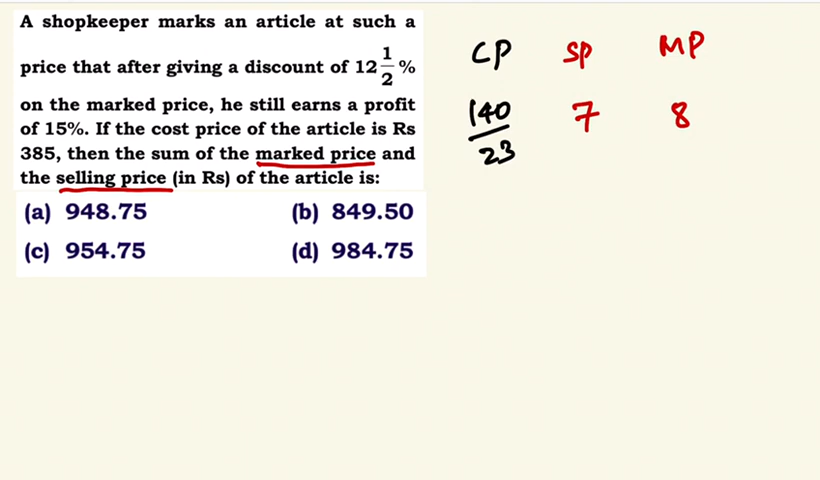 A shopkeeper marks an article at such a
price that after giving a discount of 12 1/2 %
on the marked price, he still earns a profit
of 15%. If the cost price of the article is Rs
385, then the sum of the marked price and
the selling price (in Rs) of the article is:
(a) 948.75 (b) 849.50
(c) 954.75 (d) 984.75
CP SP MP
140/23 7 8